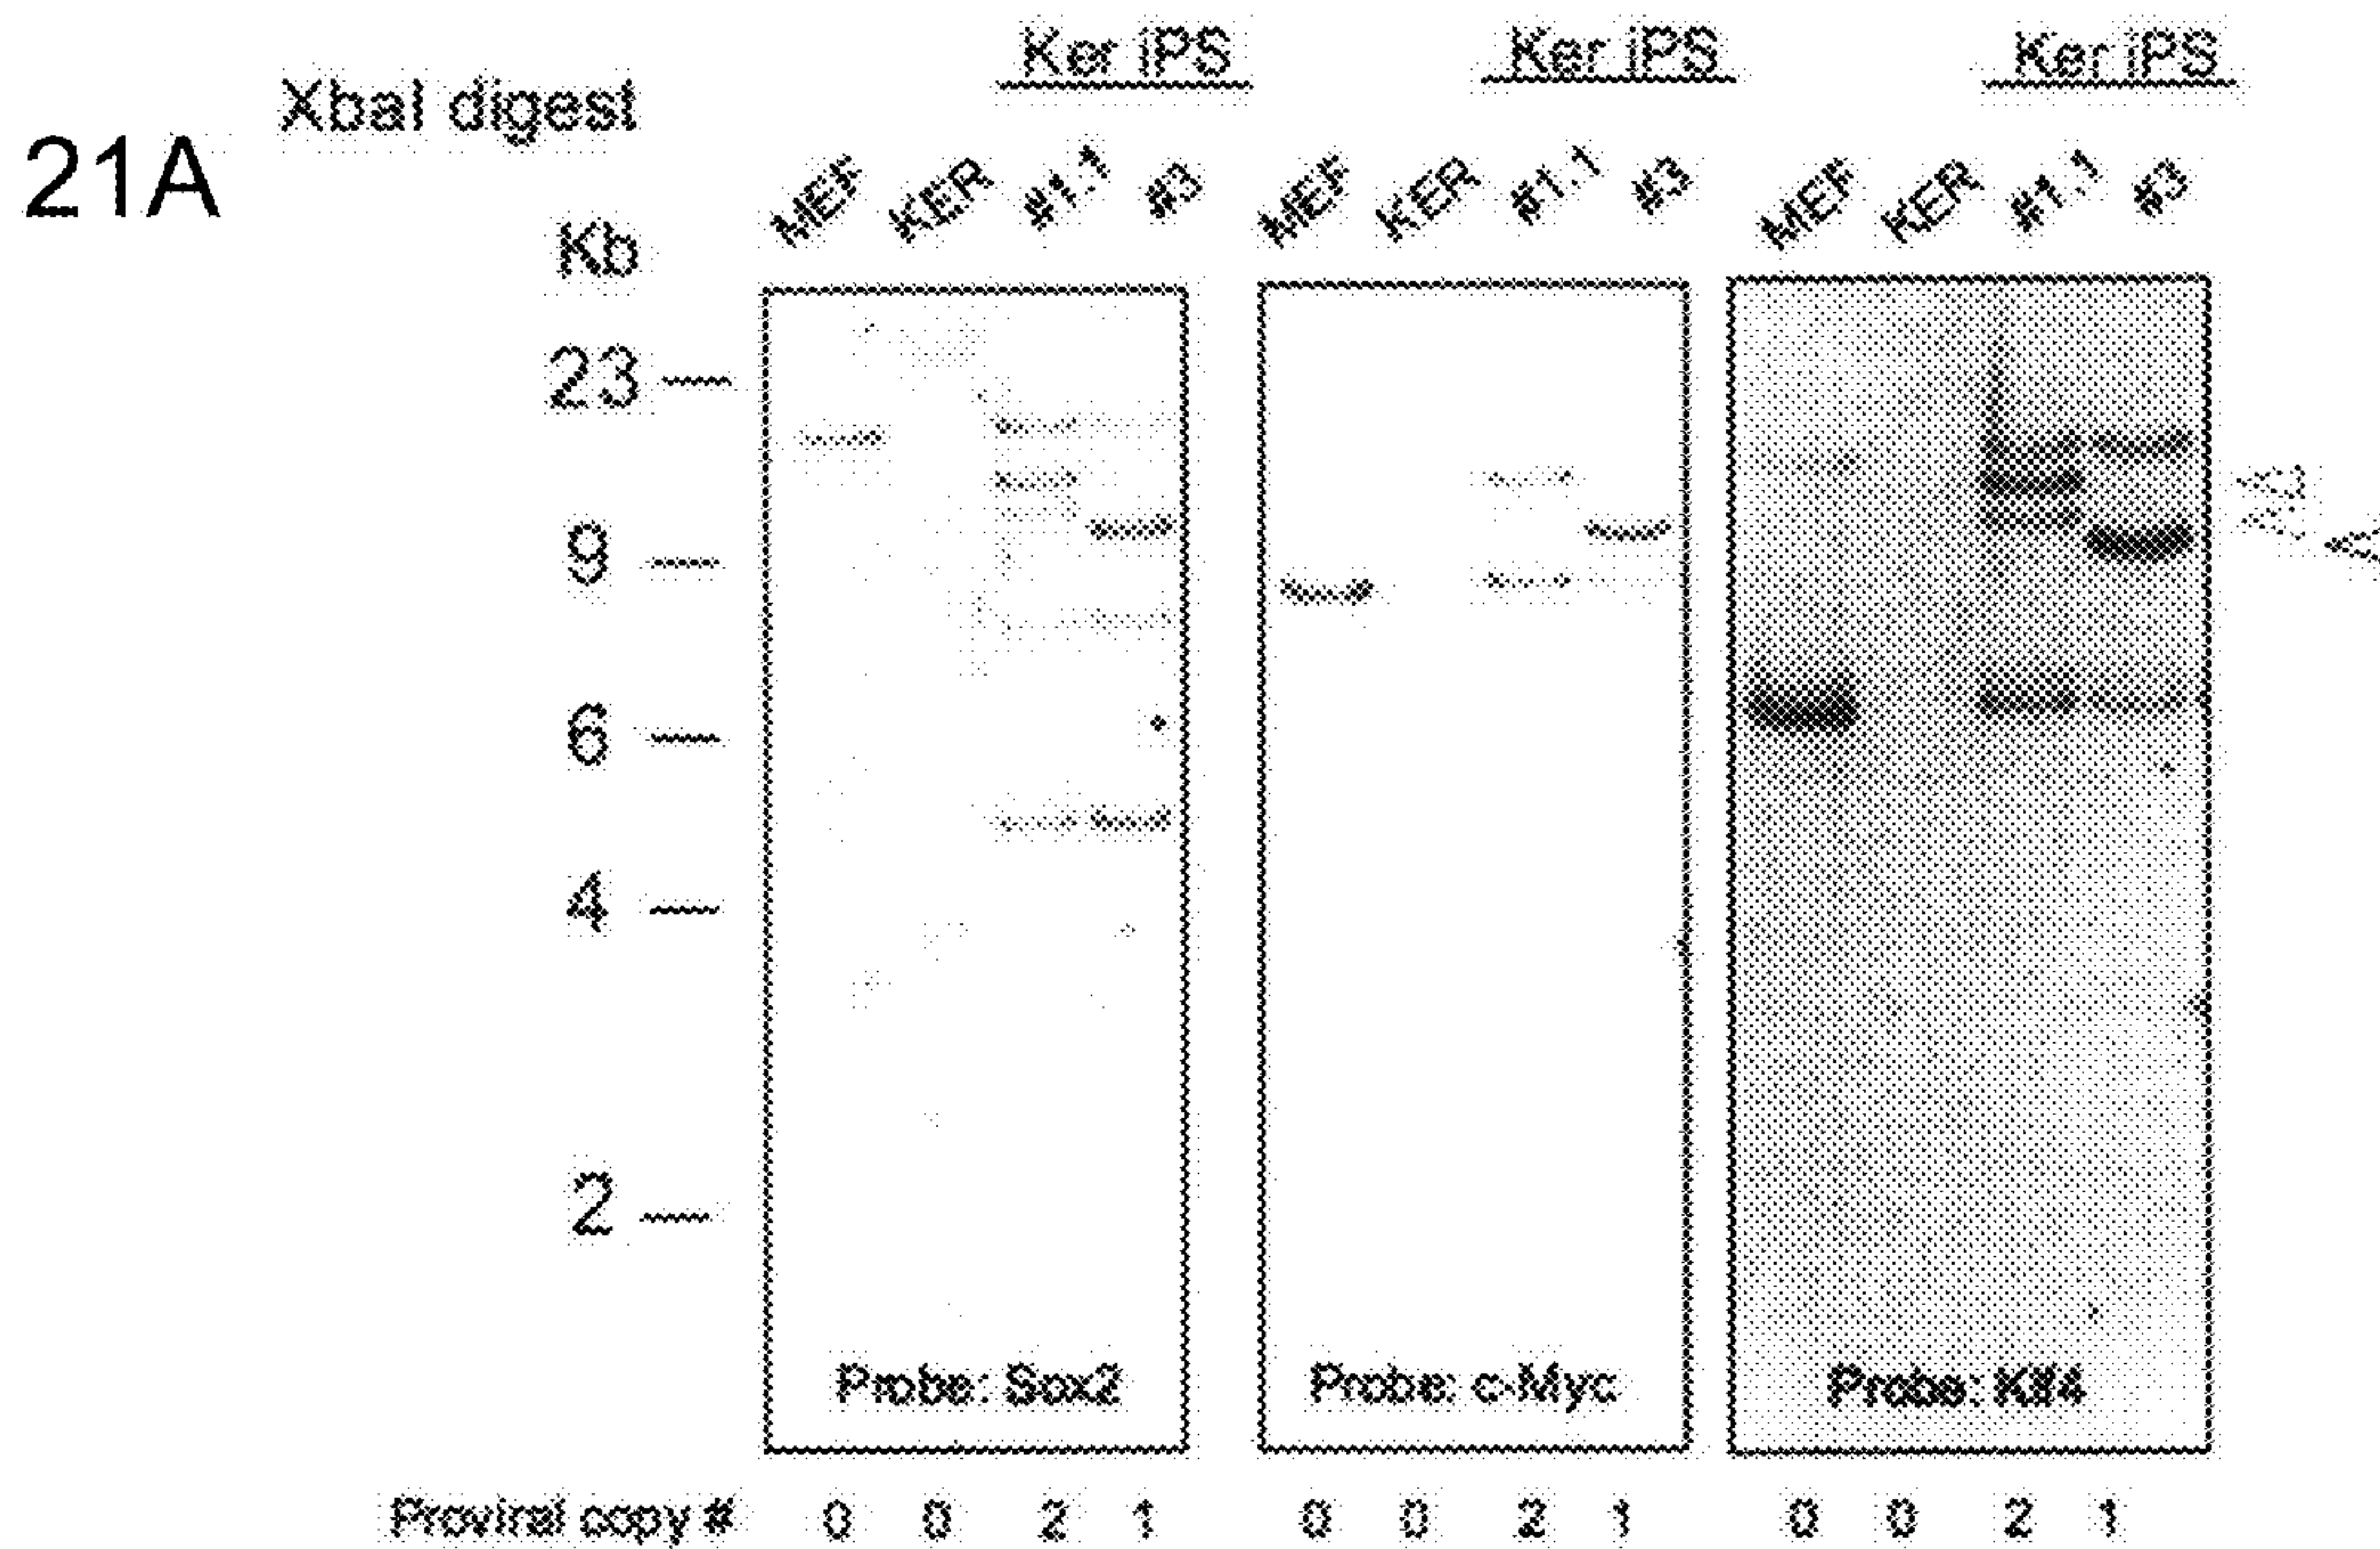 Ker iPS Ker iPS Ker iPS
XbaI digest
21A
MEF KER #1.1 #3 MEF KER #1.1 #3 MEF KER #1.1 #3
Kb
23
9
6
4
2
Probe: Sox2 Probe: c-Myc Probe: Klf4
Proviral copy # 0 0 2 1 0 0 2 1 0 0 2 1